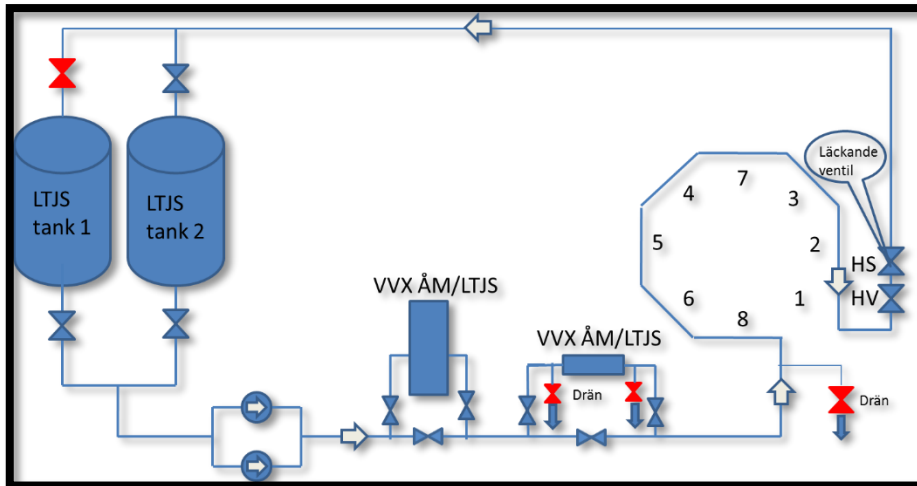 Läckande
ventil
LTJS
tank 1
LTJS
tank 2
4
7
3
5
2
6
8
1
HS
HV
VVX ÅM/LTJS
VVX ÅM/LTJS
Drän
Drän